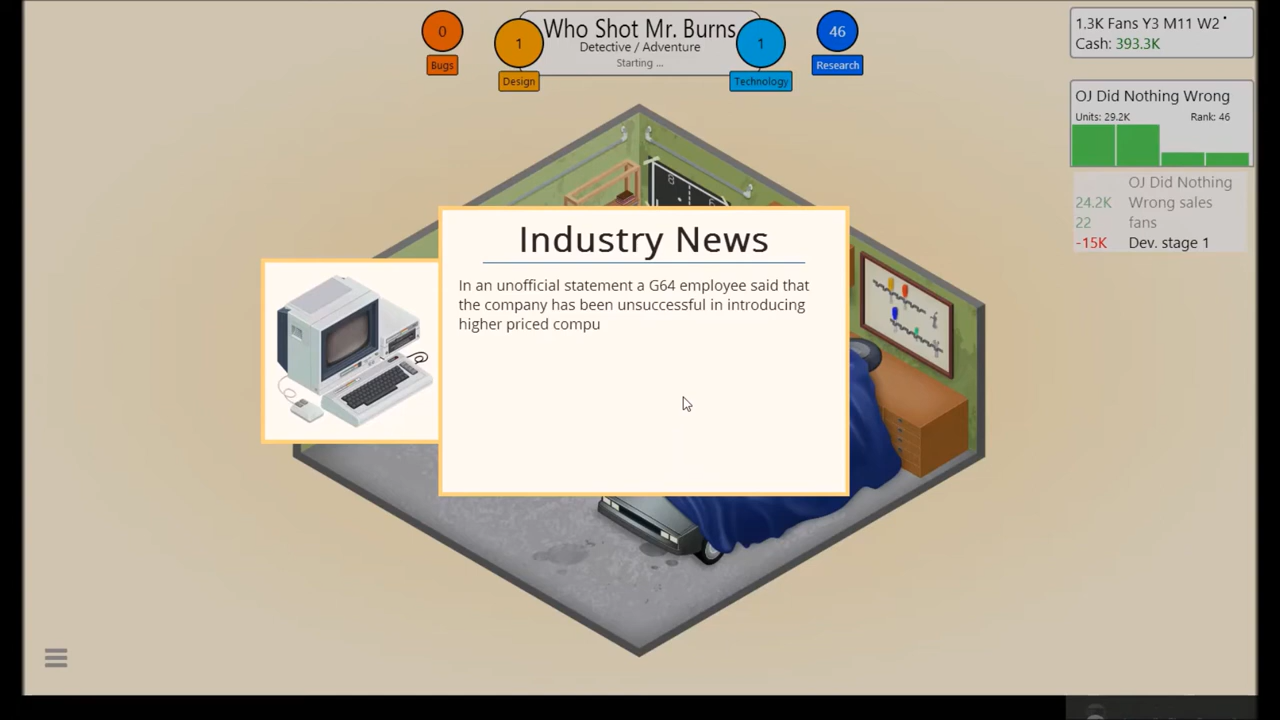 0
Bugs
1
Design
Who Shot Mr. Burns
Detective / Adventure
Starting ...
1
Technology
46
Research
1.3K Fans Y3 M11 W2
Cash: 393.3K
OJ Did Nothing Wrong
Units: 29.2K Rank: 46
OJ Did Nothing
24.2K Wrong sales
22 fans
-15K Dev. stage 1
Industry News
In an unofficial statement a G64 employee said that
the company has been unsuccessful in introducing
higher priced compu